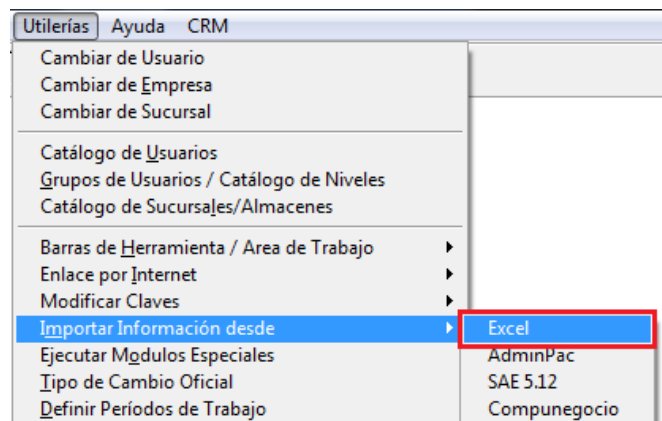 Utilerías Ayuda CRM
Cambiar de Usuario
Cambiar de Empresa
Cambiar de Sucursal
Catálogo de Usuarios
Grupos de Usuarios / Catálogo de Niveles
Catálogo de Sucursales/Almacenes
Barras de Herramienta / Area de Trabajo
Enlace por Internet
Modificar Claves
Importar Información desde
Ejecutar Modulos Especiales
Tipo de Cambio Oficial
Definir Períodos de Trabajo
Excel
AdminPac
SAE 5.12
Compunegocio